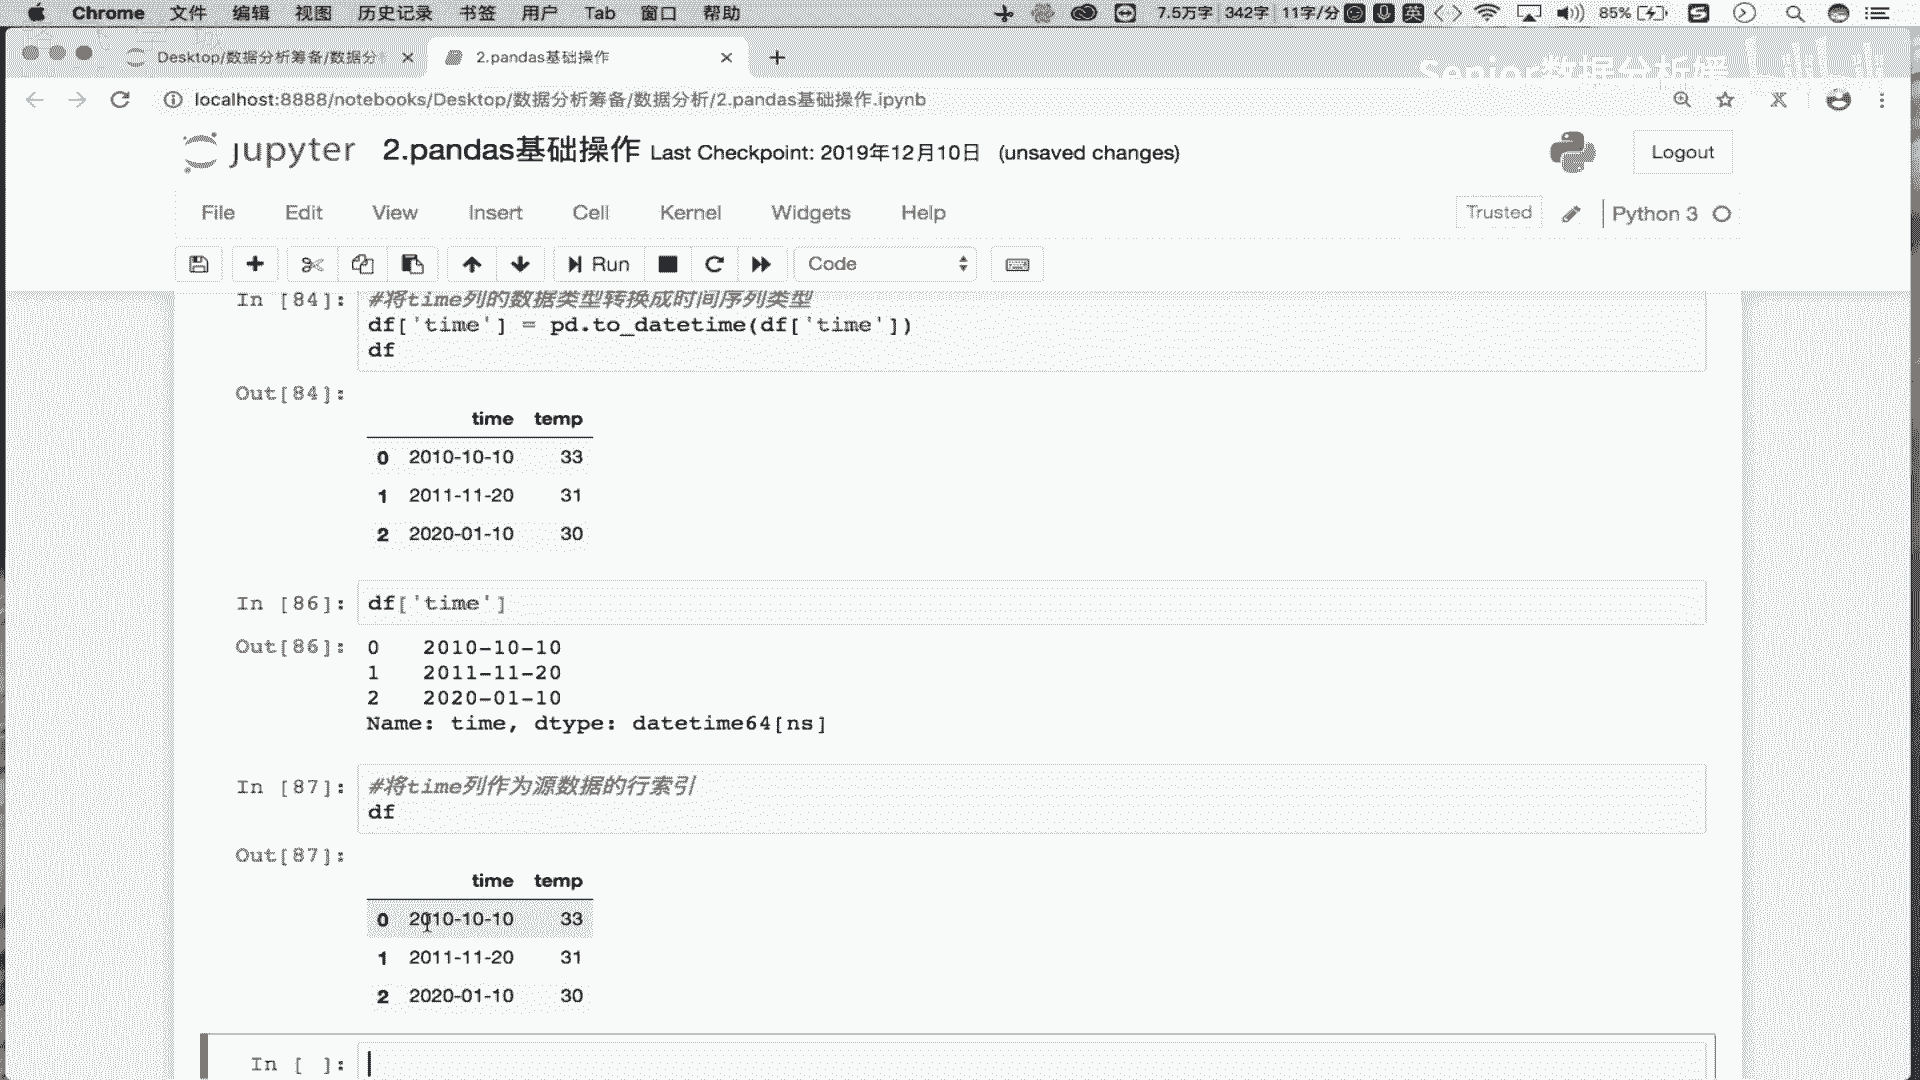 Chrome 文件 编辑 视图 历史记录 书签 用户 Tab 窗口 帮助 7.5万字 342字 11字/分 英 85%
Desktop/数据分析筹备/数据分 2.pandas基础操作
Senior数据分析媛 bilibili
localhost:8888/notebooks/Desktop/数据分析筹备/数据分析/2.pandas基础操作.ipynb
jupyter 2.pandas基础操作 Last Checkpoint: 2019年12月10日 (unsaved changes) Logout
File Edit View Insert Cell Kernel Widgets Help Trusted Python 3
Run Code
In [84]: #将time列的数据类型转换成时间序列类型
df['time'] = pd.to_datetime(df['time'])
df
Out[84]:
time temp
0 2010-10-10 33
1 2011-11-20 31
2 2020-01-10 30
In [86]: df['time']
Out[86]: 0 2010-10-10
1 2011-11-20
2 2020-01-10
Name: time, dtype: datetime64[ns]
In [87]: #将time列作为源数据的行索引
df
Out[87]:
time temp
0 2010-10-10 33
1 2011-11-20 31
2 2020-01-10 30
In [ ]: